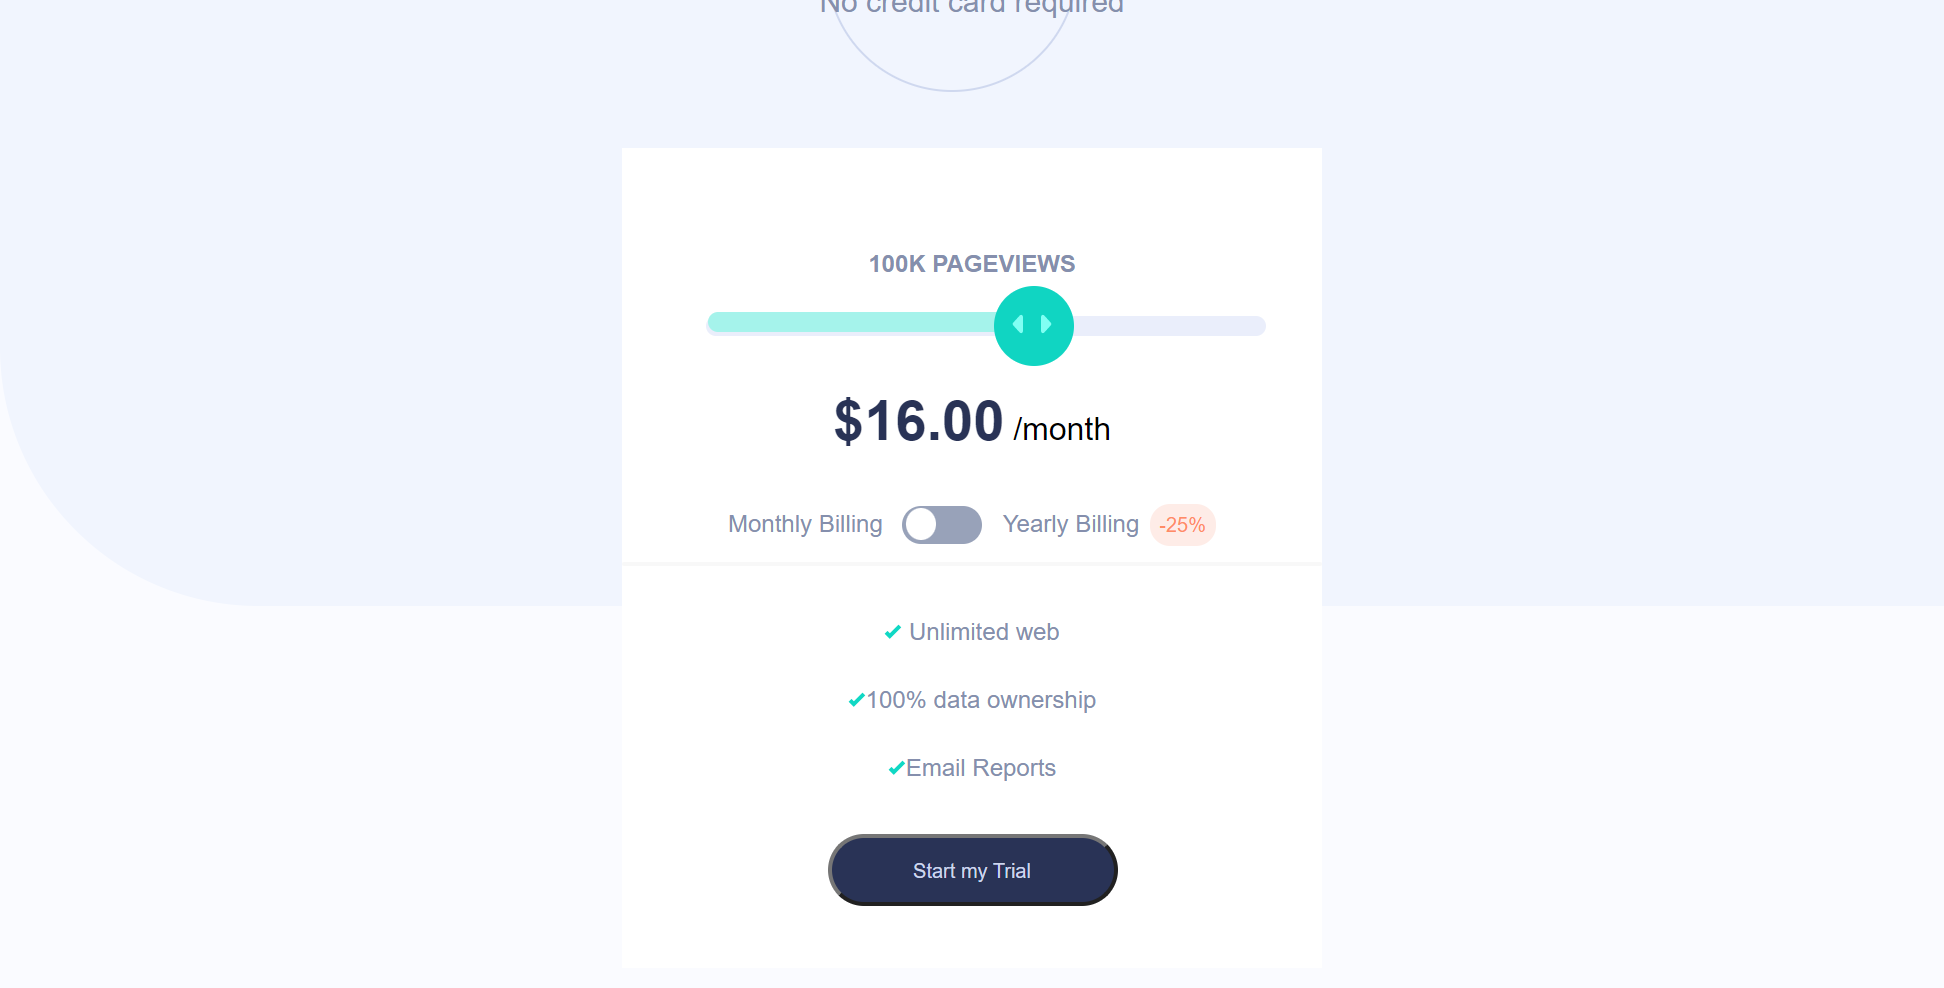 No credit card required
100K PAGEVIEWS
$16.00 /month
Monthly Billing Yearly Billing -25%
Unlimited web
100% data ownership
Email Reports
Start my Trial